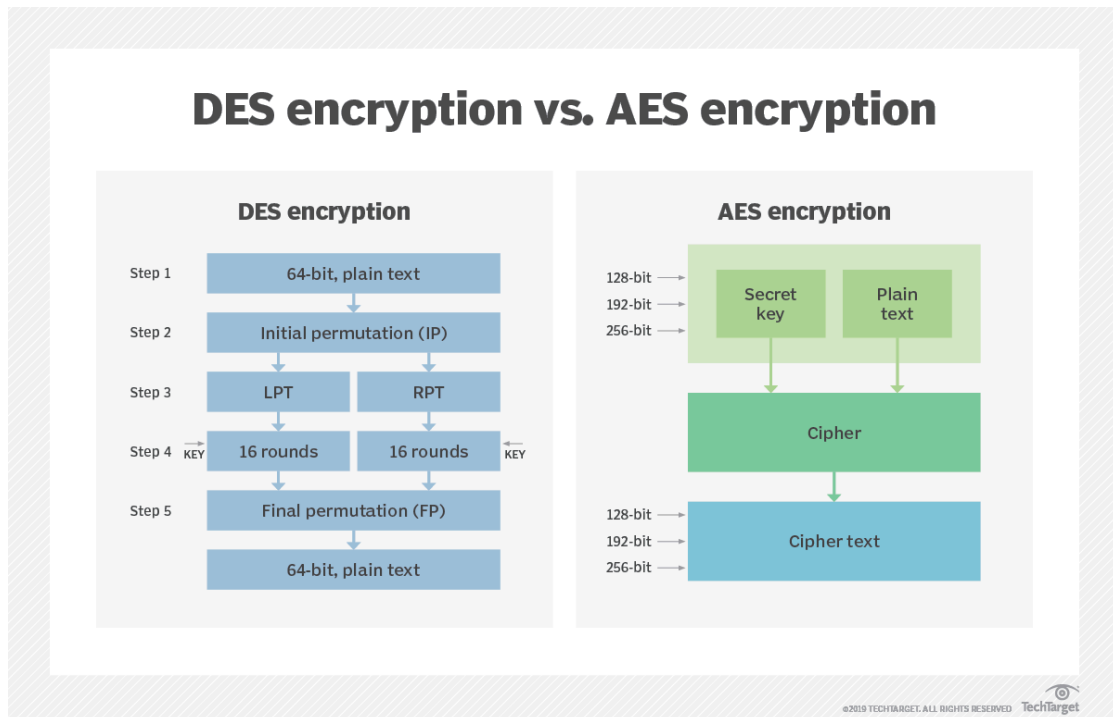 DES encryption vs. AES encryption
DES encryption
Step 1
64-bit, plain text
Step 2
Initial permutation (IP)
Step 3
LPT
RPT
Step 4
KEY
16 rounds
16 rounds
KEY
Step 5
Final permutation (FP)
64-bit, plain text
AES encryption
128-bit
192-bit
256-bit
Secret
key
Plain
text
Cipher
128-bit
192-bit
256-bit
Cipher text
©2019 TECHTARGET. ALL RIGHTS RESERVED
TechTarget